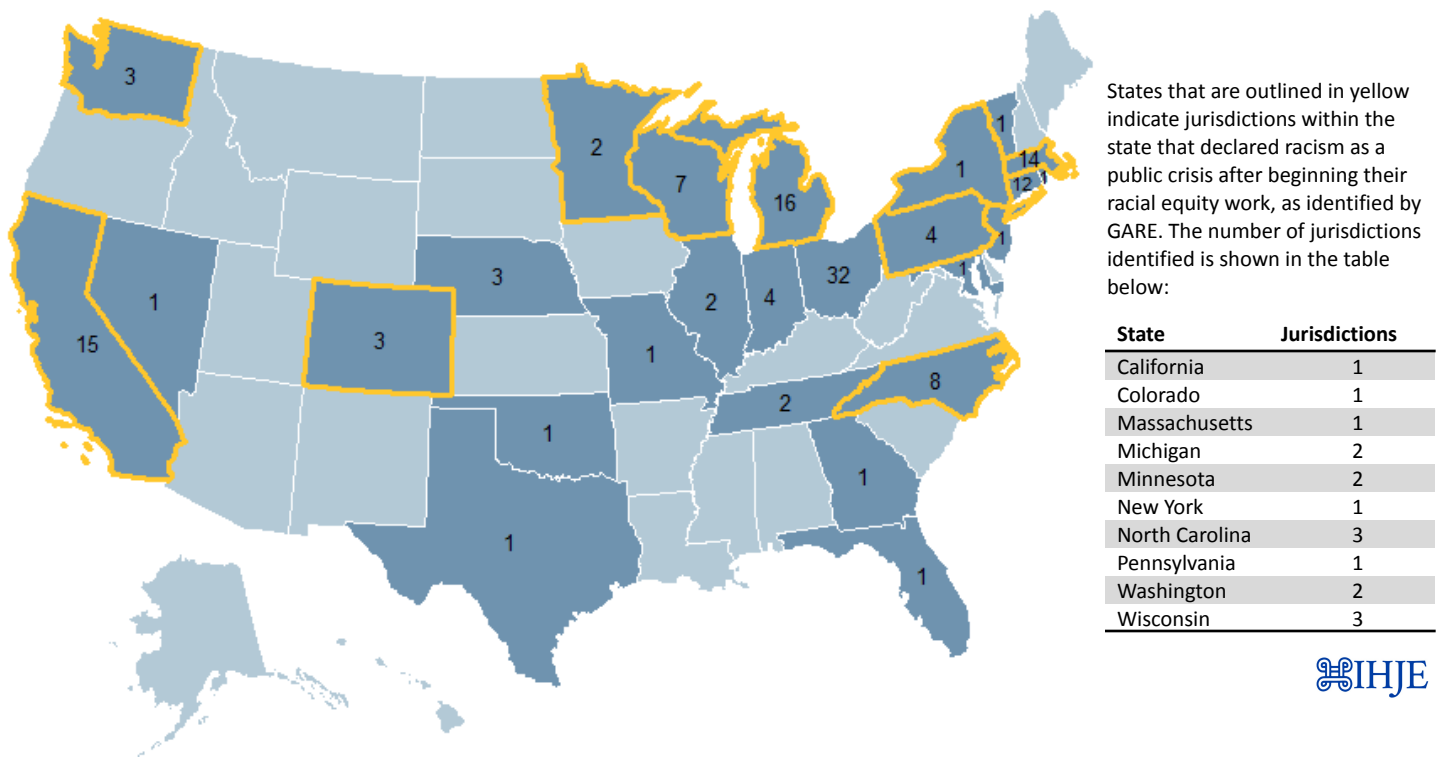 3
2
7
16
1
1
14
12
1
4
1
1
15
1
3
3
2
4
32
1
2
8
1
1
1
1
States that are outlined in yellow
indicate jurisdictions within the
state that declared racism as a
public crisis after beginning their
racial equity work, as identified by
GARE. The number of jurisdictions
identified is shown in the table
below:
State Jurisdictions
California 1
Colorado 1
Massachusetts 1
Michigan 2
Minnesota 2
New York 1
North Carolina 3
Pennsylvania 1
Washington 2
Wisconsin 3
IHJE